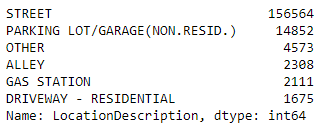 STREET 156564
PARKING LOT/GARAGE(NON.RESID.) 14852
OTHER 4573
ALLEY 2308
GAS STATION 2111
DRIVEWAY - RESIDENTIAL 1675
Name: LocationDescription, dtype: int64